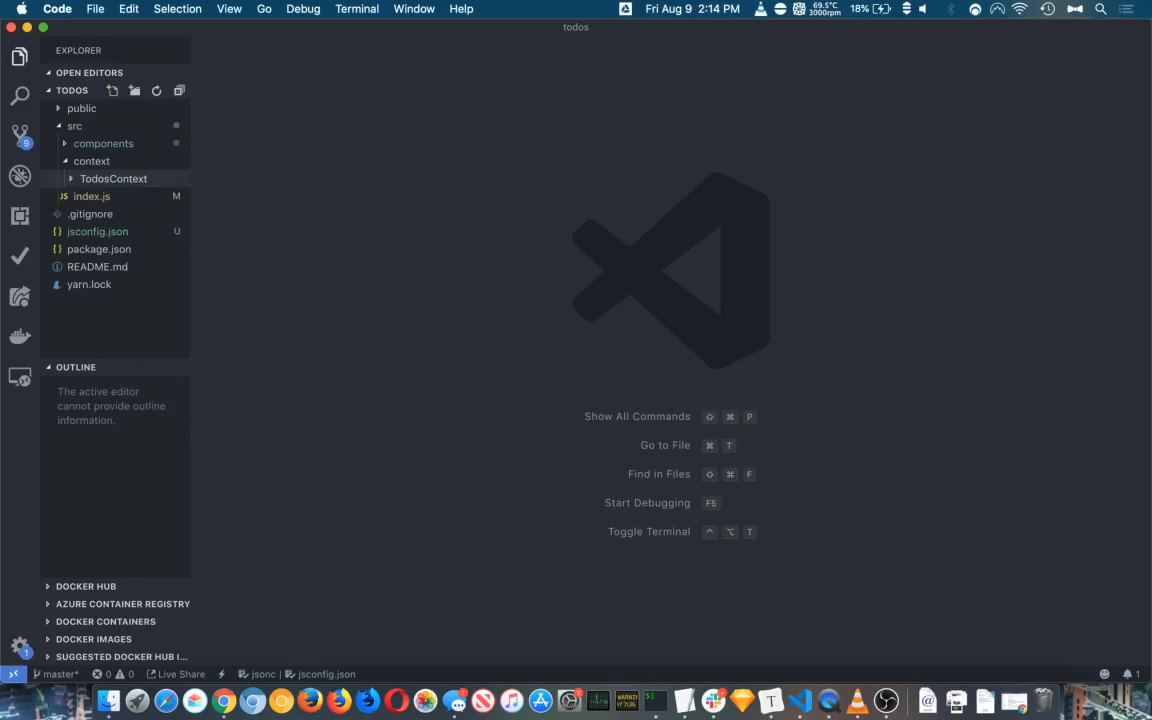 Code File Edit Selection View Go Debug Terminal Window Help
69.5°C
3000rpm
18%
Fri Aug 9 2:14 PM
todos
EXPLORER
OPEN EDITORS
TODOS
public
src
components
context
TodosContext
JS index.js M
.gitignore
{} jsconfig.json U
{} package.json
README.md
yarn.lock
9
OUTLINE
The active editor
cannot provide outline
information.
Show All Commands ⇧ ⌘ P
Go to File ⌘ T
Find in Files ⇧ ⌘ F
Start Debugging F5
Toggle Terminal ^ ⌥ T
DOCKER HUB
AZURE CONTAINER REGISTRY
DOCKER CONTAINERS
DOCKER IMAGES
SUGGESTED DOCKER HUB I...
1
master* 0 0 Live Share jsonc | jsconfig.json 1